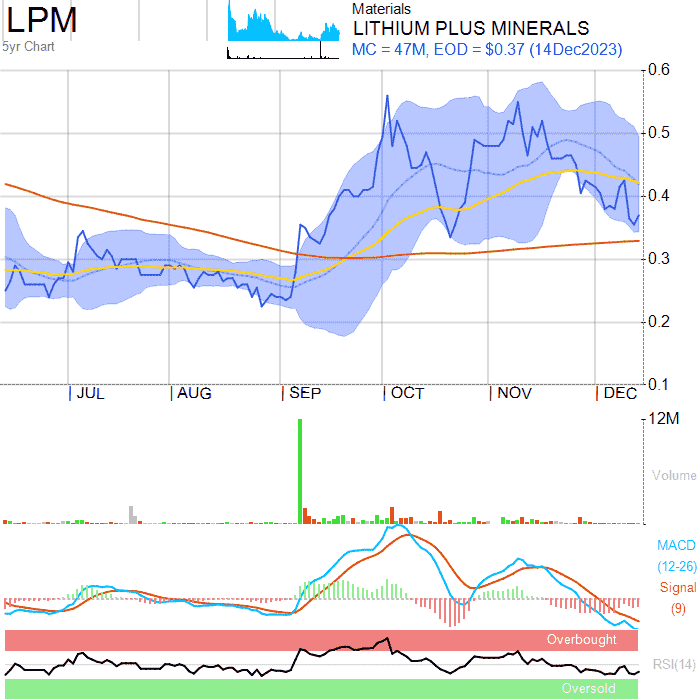 LPM
5yr Chart
Materials
LITHIUM PLUS MINERALS
MC = 47M, EOD = $0.37 (14Dec2023)
0.6
0.5
0.4
0.3
0.2
0.1
JUL AUG SEP OCT NOV DEC
12M
Volume
MACD
(12-26)
Signal
(9)
Overbought
RSI(14)
Oversold